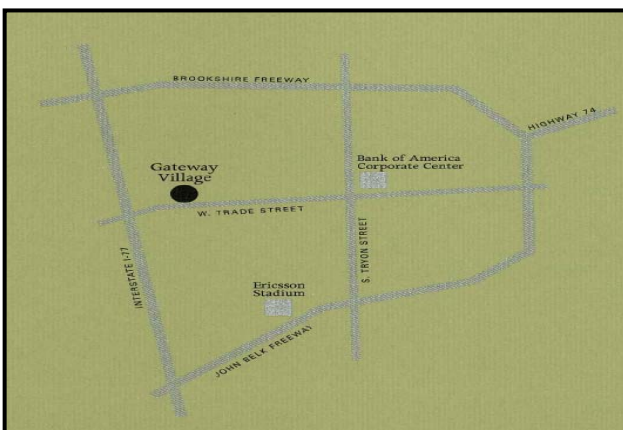 BROOKSHIRE FREEWAY
HIGHWAY 74
Bank of America
Corporate Center
Gateway
Village
W. TRADE STREET
S. TRYON STREET
INTERSTATE I-77
Ericsson
Stadium
JOHN BELK FREEWAY